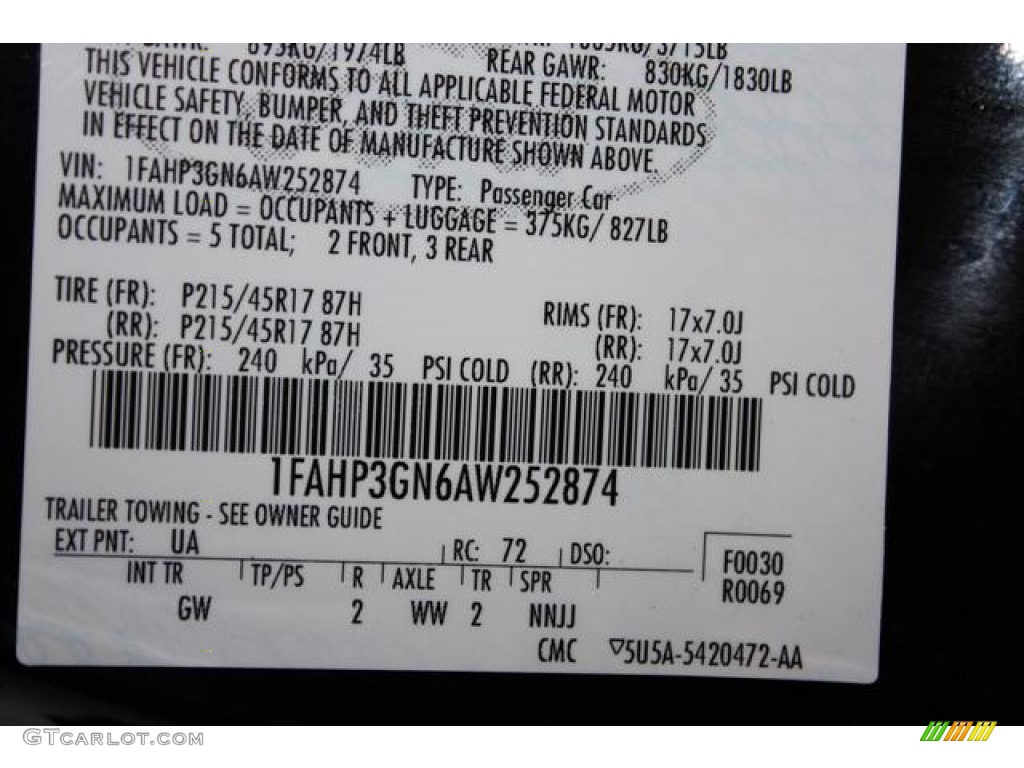 893KG/1974LB
REAR GAWR: 830KG/1830LB
THIS VEHICLE CONFORMS TO ALL APPLICABLE FEDERAL MOTOR
VEHICLE SAFETY, BUMPER, AND THEFT PREVENTION STANDARDS
IN EFFECT ON THE DATE OF MANUFACTURE SHOWN ABOVE.
VIN: 1FAHP3GN6AW252874 TYPE: Passenger Car
MAXIMUM LOAD = OCCUPANTS + LUGGAGE = 375KG/ 827LB
OCCUPANTS = 5 TOTAL; 2 FRONT, 3 REAR
TIRE (FR): P215/45R17 87H RIMS (FR): 17x7.0J
(RR): P215/45R17 87H (RR): 17x7.0J
PRESSURE (FR): 240 kPa/ 35 PSI COLD (RR): 240 kPa/ 35 PSI COLD
1FAHP3GN6AW252874
TRAILER TOWING - SEE OWNER GUIDE
EXT PNT: UA RC: 72 DSO: F0030
INT TR TP/PS R AXLE TR SPR R0069
GW 2 WW 2 NNJJ
CMC ▽5U5A-5420472-AA
GTcarlot.com